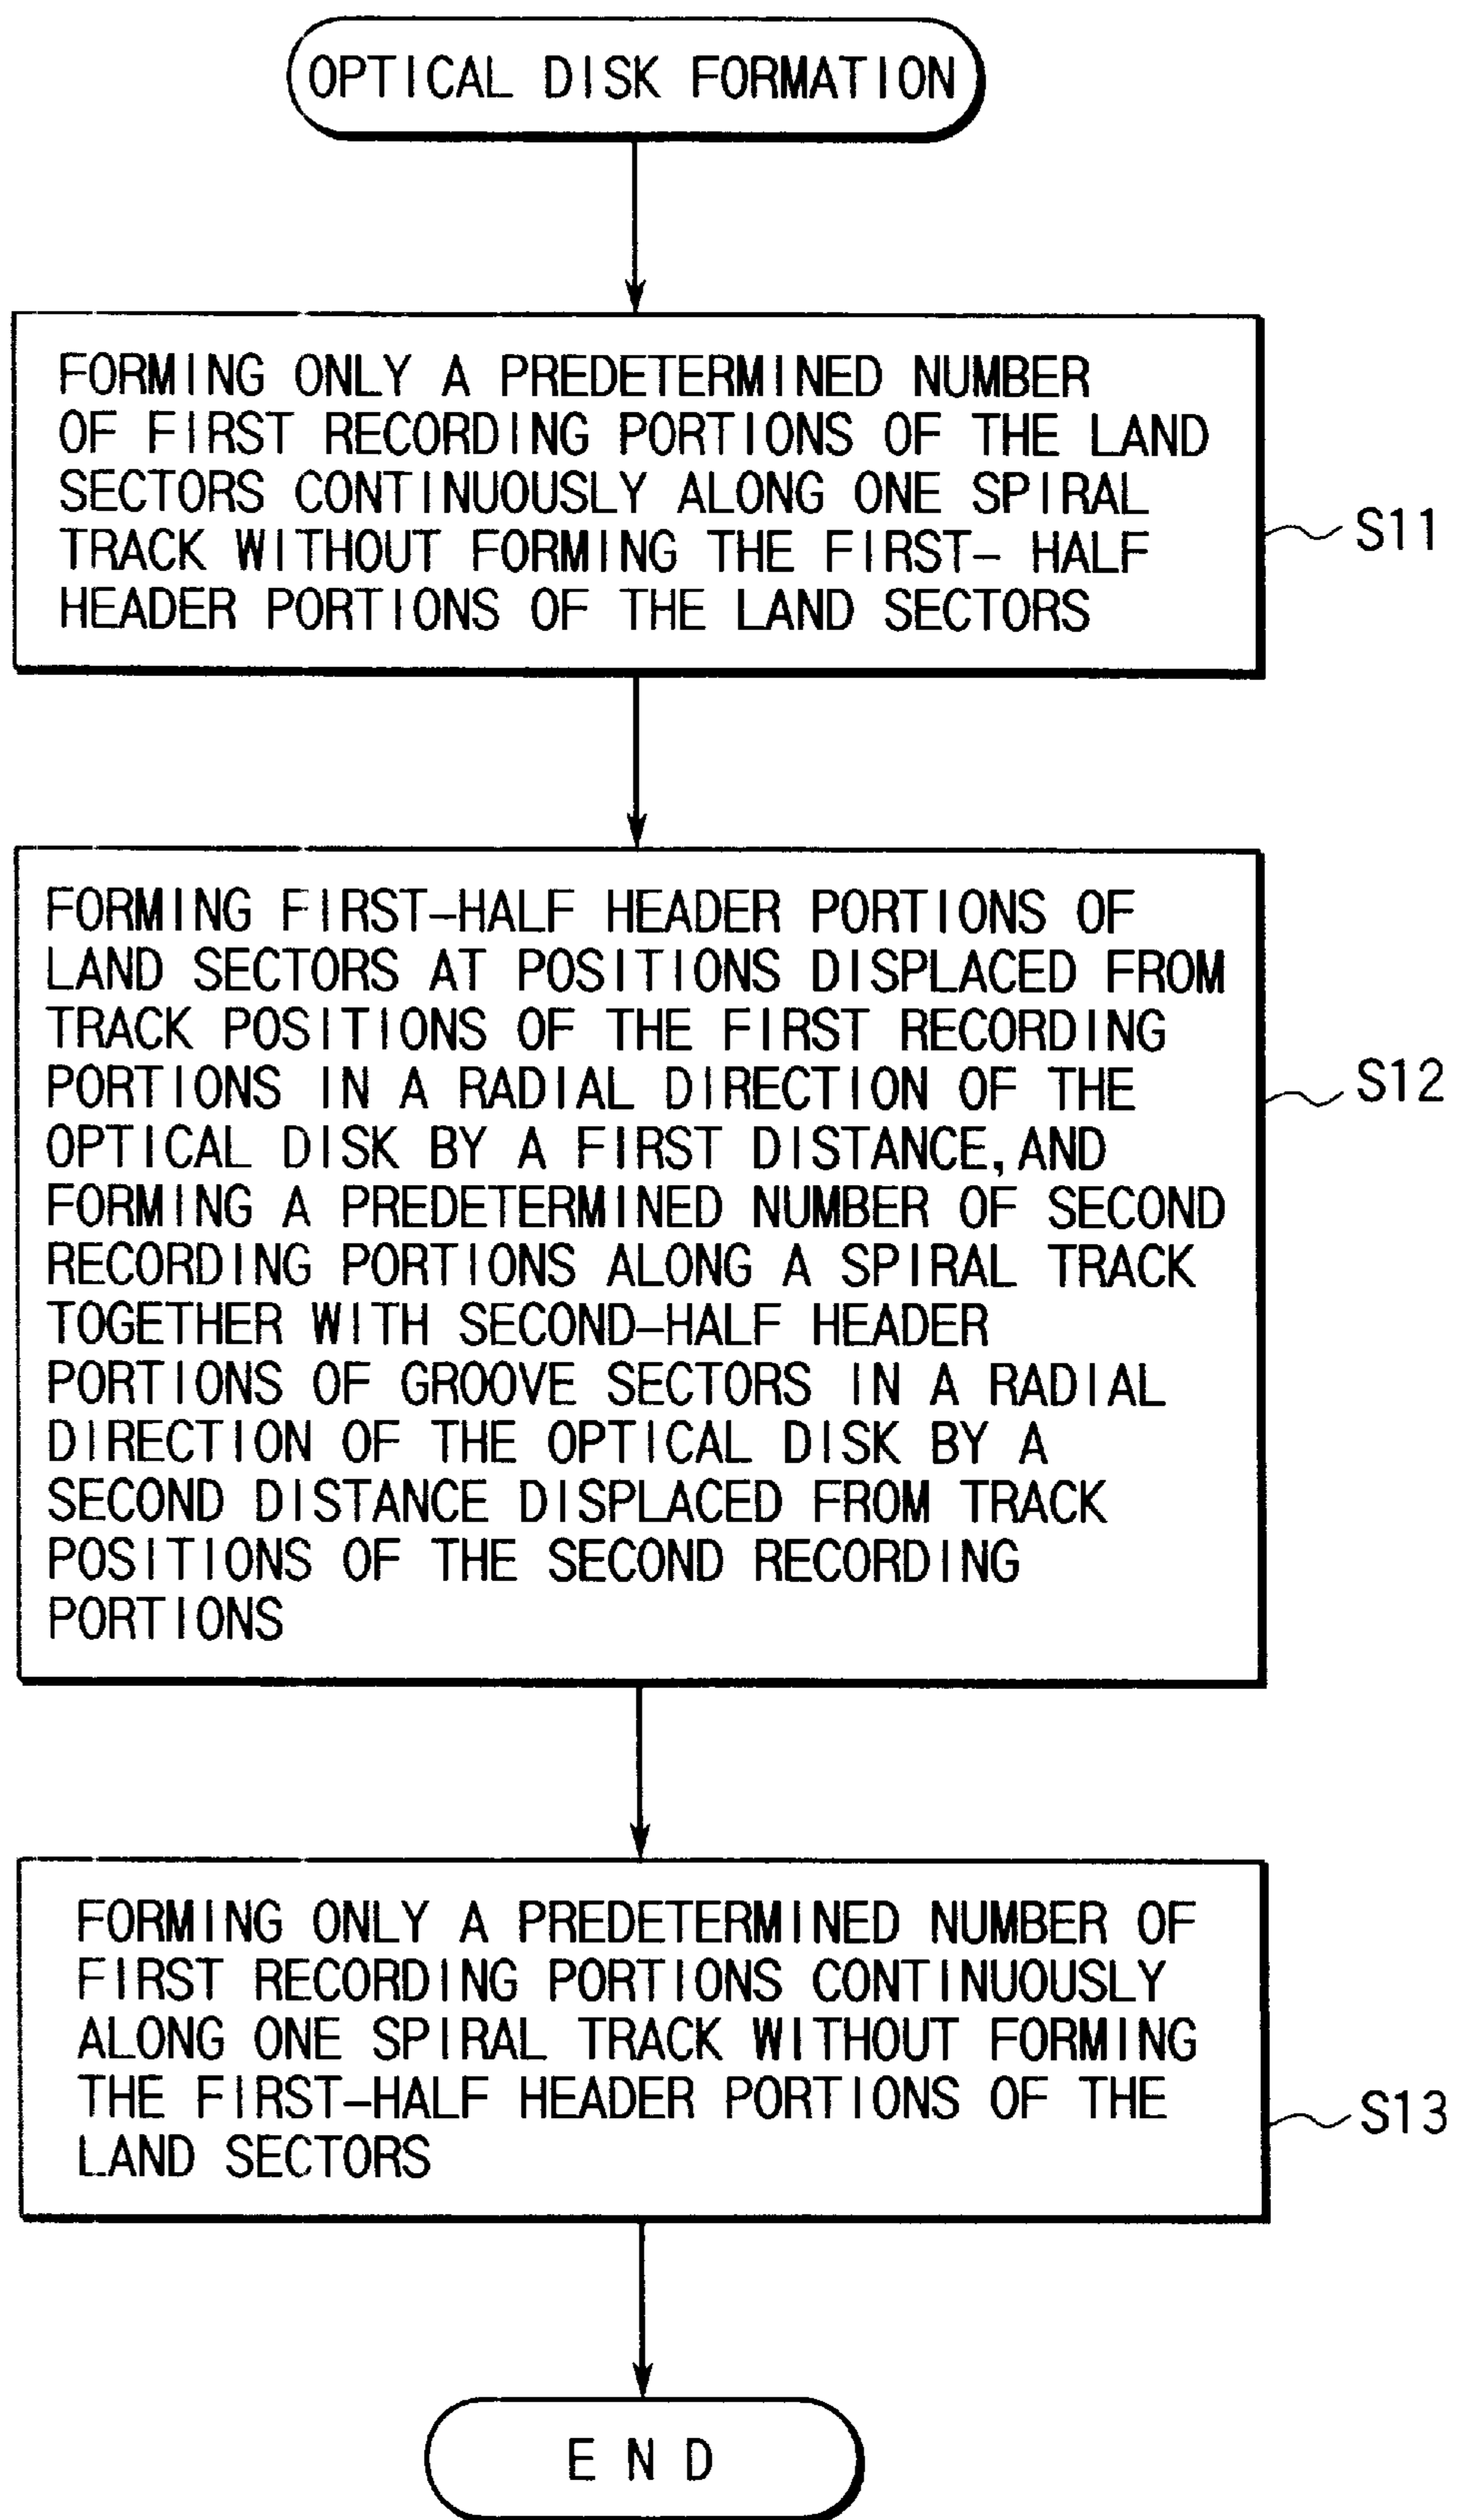 OPTICAL DISK FORMATION
FORMING ONLY A PREDETERMINED NUMBER
OF FIRST RECORDING PORTIONS OF THE LAND
SECTORS CONTINUOUSLY ALONG ONE SPIRAL
TRACK WITHOUT FORMING THE FIRST- HALF
HEADER PORTIONS OF THE LAND SECTORS
S11
FORMING FIRST-HALF HEADER PORTIONS OF
LAND SECTORS AT POSITIONS DISPLACED FROM
TRACK POSITIONS OF THE FIRST RECORDING
PORTIONS IN A RADIAL DIRECTION OF THE
OPTICAL DISK BY A FIRST DISTANCE, AND
FORMING A PREDETERMINED NUMBER OF SECOND
RECORDING PORTIONS ALONG A SPIRAL TRACK
TOGETHER WITH SECOND-HALF HEADER
PORTIONS OF GROOVE SECTORS IN A RADIAL
DIRECTION OF THE OPTICAL DISK BY A
SECOND DISTANCE DISPLACED FROM TRACK
POSITIONS OF THE SECOND RECORDING
PORTIONS
S12
FORMING ONLY A PREDETERMINED NUMBER OF
FIRST RECORDING PORTIONS CONTINUOUSLY
ALONG ONE SPIRAL TRACK WITHOUT FORMING
THE FIRST-HALF HEADER PORTIONS OF THE
LAND SECTORS
S13
END